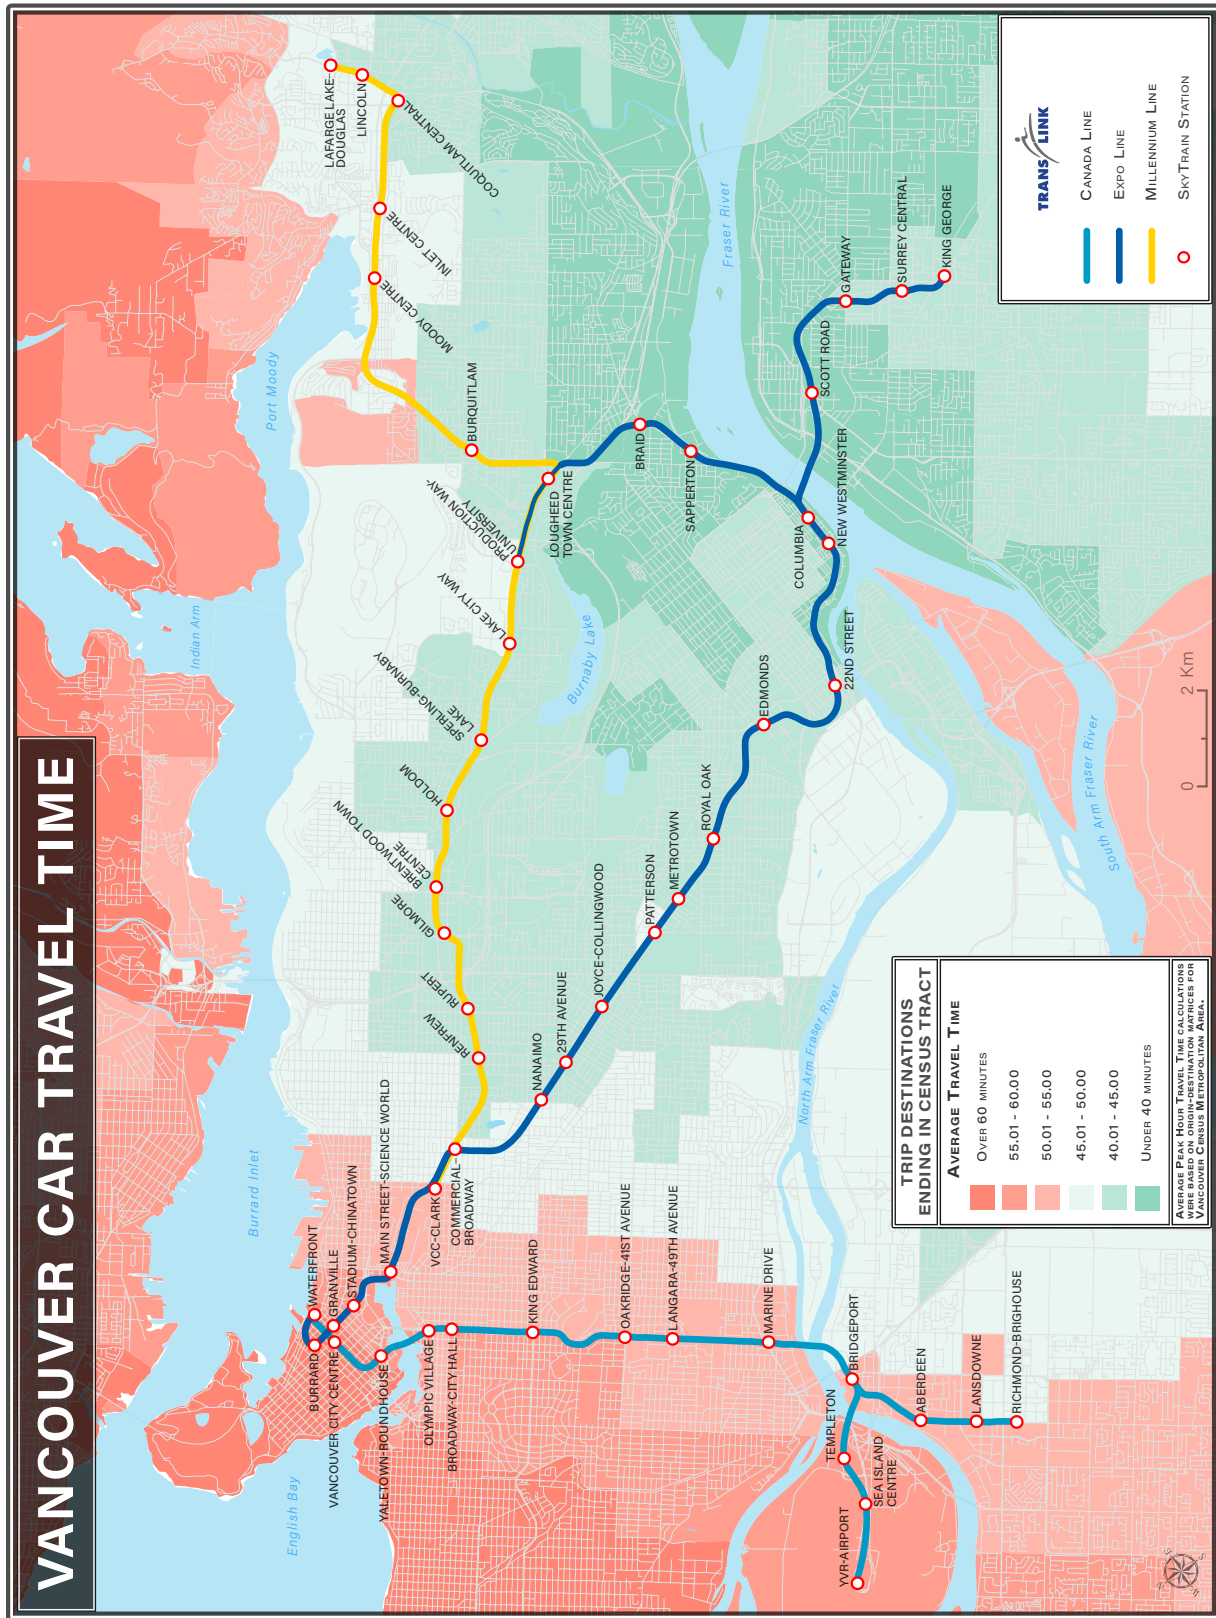 VANCOUVER CAR TRAVEL TIME
English Bay
Burrard Inlet
Indian Arm
Port Moody
Burnaby Lake
Fraser River
North Arm Fraser River
South Arm Fraser River
WATERFRONT
BURRARD
GRANVILLE
VANCOUVER CITY CENTRE
STADIUM-CHINATOWN
YALETOWN-ROUNDHOUSE
MAIN STREET-SCIENCE WORLD
OLYMPIC VILLAGE
BROADWAY-CITY HALL
KING EDWARD
OAKRIDGE-41ST AVENUE
LANGARA-49TH AVENUE
MARINE DRIVE
BRIDGEPORT
TEMPLETON
SEA ISLAND
CENTRE
YVR-AIRPORT
ABERDEEN
LANSDOWNE
RICHMOND-BRIGHOUSE
VCC-CLARK
COMMERCIAL-
BROADWAY
RENFREW
RUPERT
GILMORE
BRENTWOOD TOWN
CENTRE
HOLDOM
SPERLING-BURNABY
LAKE
LAKE CITY WAY
PRODUCTION WAY-
UNIVERSITY
LOUGHEED
TOWN CENTRE
BURQUITLAM
MOODY CENTRE
INLET CENTRE
COQUITLAM CENTRAL
LINCOLN
LAFARGE LAKE-
DOUGLAS
NANAIMO
29TH AVENUE
JOYCE-COLLINGWOOD
PATTERSON
METROTOWN
ROYAL OAK
EDMONDS
22ND STREET
NEW WESTMINSTER
COLUMBIA
SAPPERTON
BRAID
SCOTT ROAD
GATEWAY
SURREY CENTRAL
KING GEORGE
TRIP DESTINATIONS
ENDING IN CENSUS TRACT
AVERAGE TRAVEL TIME
OVER 60 MINUTES
55.01 - 60.00
50.01 - 55.00
45.01 - 50.00
40.01 - 45.00
UNDER 40 MINUTES
AVERAGE PEAK HOUR TRAVEL TIME CALCULATIONS
WERE BASED ON ORIGIN-DESTINATION MATRICES FOR
VANCOUVER CENSUS METROPOLITAN AREA.
0 2 Km
TRANS LINK
CANADA LINE
EXPO LINE
MILLENNIUM LINE
SKYTRAIN STATION
N
E
S
W